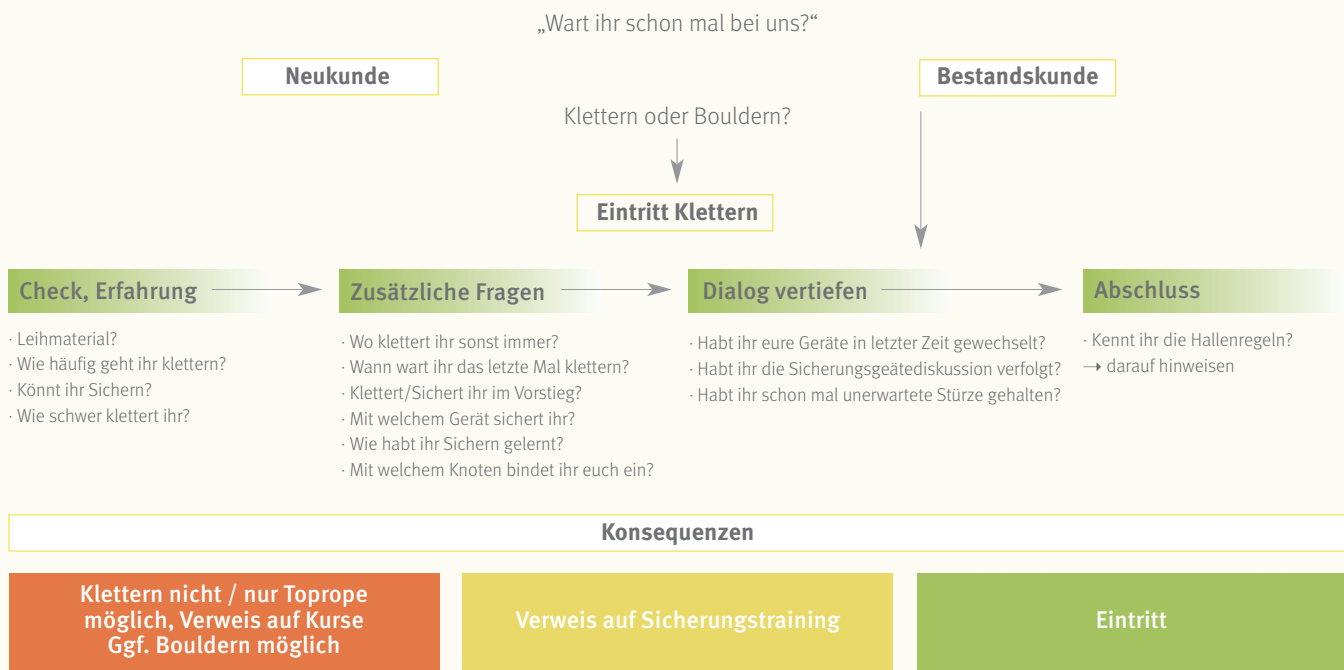 „Wart ihr schon mal bei uns?“
Neukunde
Bestandskunde
Klettern oder Bouldern?
Eintritt Klettern
Check, Erfahrung
· Leihmaterial?
· Wie häufig geht ihr klettern?
· Könnt ihr Sichern?
· Wie schwer klettert ihr?
Zusätzliche Fragen
· Wo klettert ihr sonst immer?
· Wann wart ihr das letzte Mal klettern?
· Klettert/Sichert ihr im Vorstieg?
· Mit welchem Gerät sichert ihr?
· Wie habt ihr Sichern gelernt?
· Mit welchem Knoten bindet ihr euch ein?
Dialog vertiefen
· Habt ihr eure Geräte in letzter Zeit gewechselt?
· Habt ihr die Sicherungsgeätediskussion verfolgt?
· Habt ihr schon mal unerwartete Stürze gehalten?
Abschluss
· Kennt ihr die Hallenregeln?
→ darauf hinweisen
Konsequenzen
Klettern nicht / nur Toprope
möglich, Verweis auf Kurse
Ggf. Bouldern möglich
Verweis auf Sicherungstraining
Eintritt